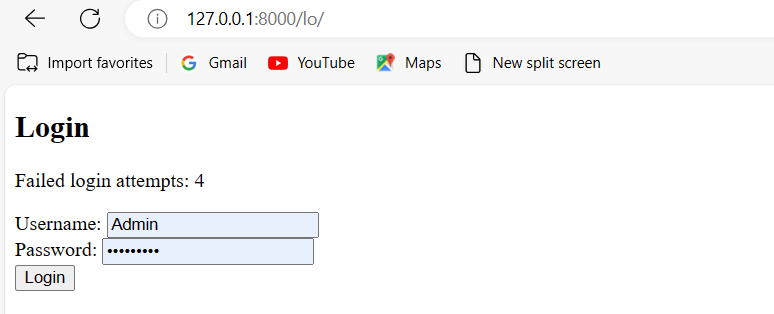 127.0.0.1:8000/lo/
Import favorites Gmail YouTube Maps New split screen
Login
Failed login attempts: 4
Username: Admin
Password: •••••••••
Login